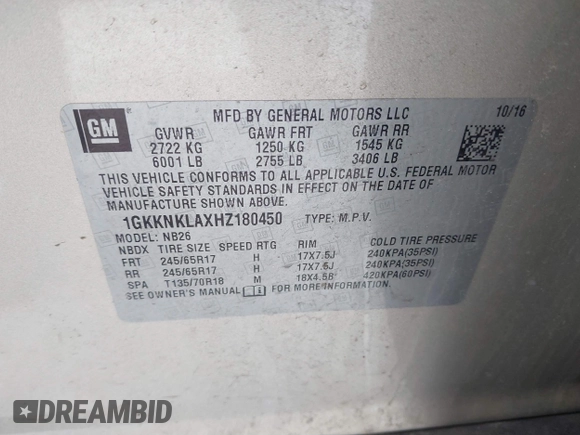 GM
MFD BY GENERAL MOTORS LLC 10/16
GVWR GAWR FRT GAWR RR
2722 KG 1250 KG 1545 KG
6001 LB 2755 LB 3406 LB
THIS VEHICLE CONFORMS TO ALL APPLICABLE U.S. FEDERAL MOTOR
VEHICLE SAFETY STANDARDS IN EFFECT ON THE DATE OF
MANUFACTURE SHOWN ABOVE.
1GKKNKLAXHZ180450 TYPE: M.P.V.
MODEL: NB26
NBDX TIRE SIZE SPEED RTG RIM COLD TIRE PRESSURE
FRT 245/65R17 H 17X7.5J 240KPA(35PSI)
RR 245/65R17 H 17X7.5J 240KPA(35PSI)
SPA T135/70R18 M 18X4.5B 420KPA(60PSI)
SEE OWNER'S MANUAL FOR MORE INFORMATION.
DREAMBID